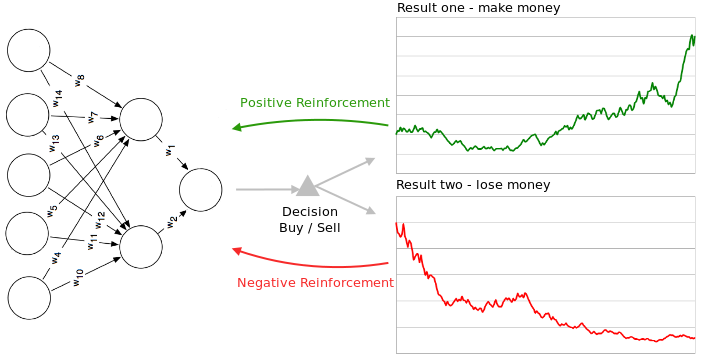 Result one - make money
w8
w14
w7
w6
w13
w1
w5
w12
w2
w11
w4
w10
Positive Reinforcement
Decision
Buy / Sell
Result two - lose money
Negative Reinforcement